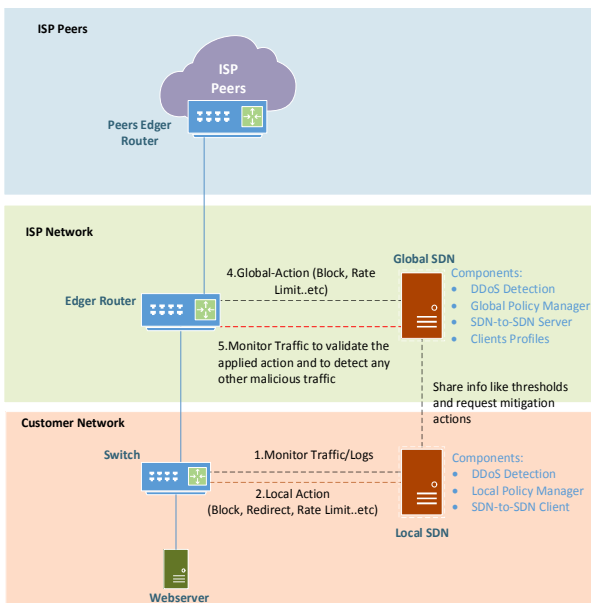 ISP Peers
ISP
Peers
Peers Edger
Router
ISP Network
4.Global-Action (Block, Rate
Limit..etc)
Global SDN
Components:
• DDoS Detection
• Global Policy Manager
• SDN-to-SDN Server
• Clients Profiles
Edger Router
5.Monitor Traffic to validate the
applied action and to detect any
other malicious traffic
Share info like thresholds
and request mitigation
actions
Customer Network
Switch
1.Monitor Traffic/Logs
2.Local Action
(Block, Redirect, Rate Limit..etc)
Components:
• DDoS Detection
• Local Policy Manager
• SDN-to-SDN Client
Local SDN
Webserver